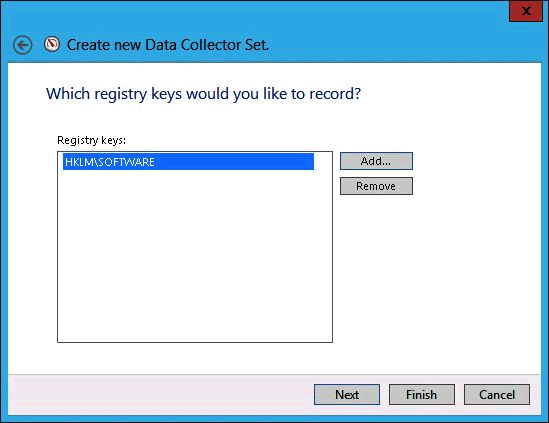 X
Create new Data Collector Set.
Which registry keys would you like to record?
Registry keys:
HKLM\SOFTWARE
Add...
Remove
Next
Finish
Cancel